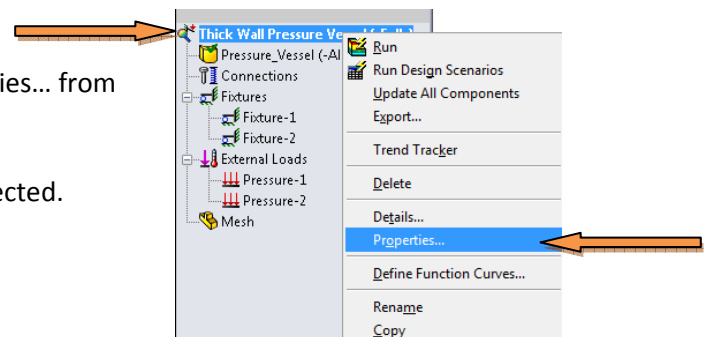 ies... from
ected.
Thick Wall Pressure Ve
Pressure_Vessel (-Al
Connections
Fixtures
Fixture-1
Fixture-2
External Loads
Pressure-1
Pressure-2
Mesh
Run
Run Design Scenarios
Update All Components
Export...
Trend Tracker
Delete
Details...
Properties...
Define Function Curves...
Rename
Copy